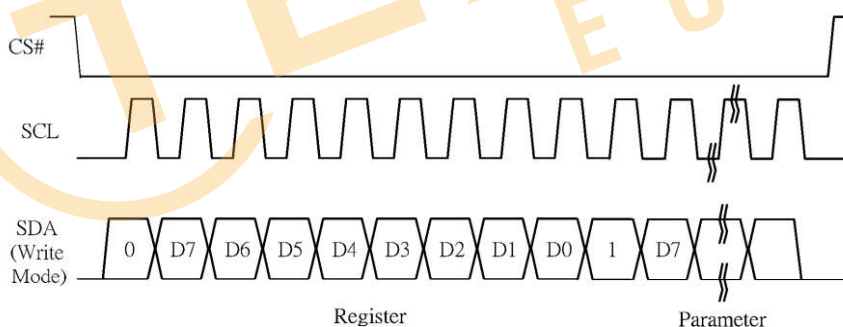 CS#
SCL
SDA
(Write
Mode)
0 D7 D6 D5 D4 D3 D2 D1 D0 1 D7
Register Parameter
E U